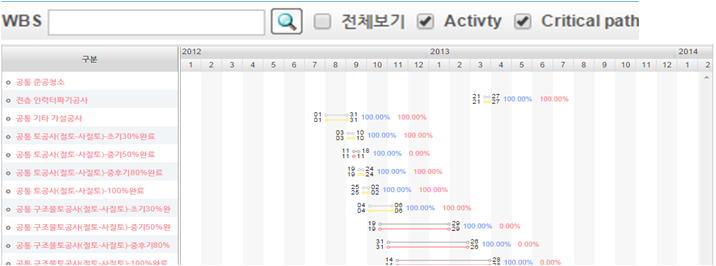 WBS 전체보기 Activty Critical path
구분 2012 2013 2014
1 2 3 4 5 6 7 8 9 10 11 12 1 2 3 4 5 6 7 8 9 10 11 12 1 2
공통 준공청소
전층 인력터파기공사 21 27 100.00% 100.00%
21 27
공통 기타 가설공사 01 31 100.00% 100.00%
01 31
공통 토공사(절토-사절토)-초기30%완료 03 10 100.00% 100.00%
03 10
공통 토공사(절토-사절토)-중기50%완료 11 18 100.00% 0.00%
11 11
공통 토공사(절토-사절토)-중후기80%완료 19 24 100.00% 100.00%
19 24
공통 토공사(절토-사절토)-100%완료 25 02 100.00% 100.00%
25 02
공통 구조물토공사(절토-사절토)-초기30%완 04 06 100.00% 100.00%
04 06
공통 구조물토공사(절토-사절토)-중기50%완 19 29 100.00% 0.00%
19 29
공통 구조물토공사(절토-사절토)-중후기80% 31 26 100.00% 0.00%
31 26
공통 구조물토공사(절토-사절토)-100%완료 14 28 100.00% 0.00%